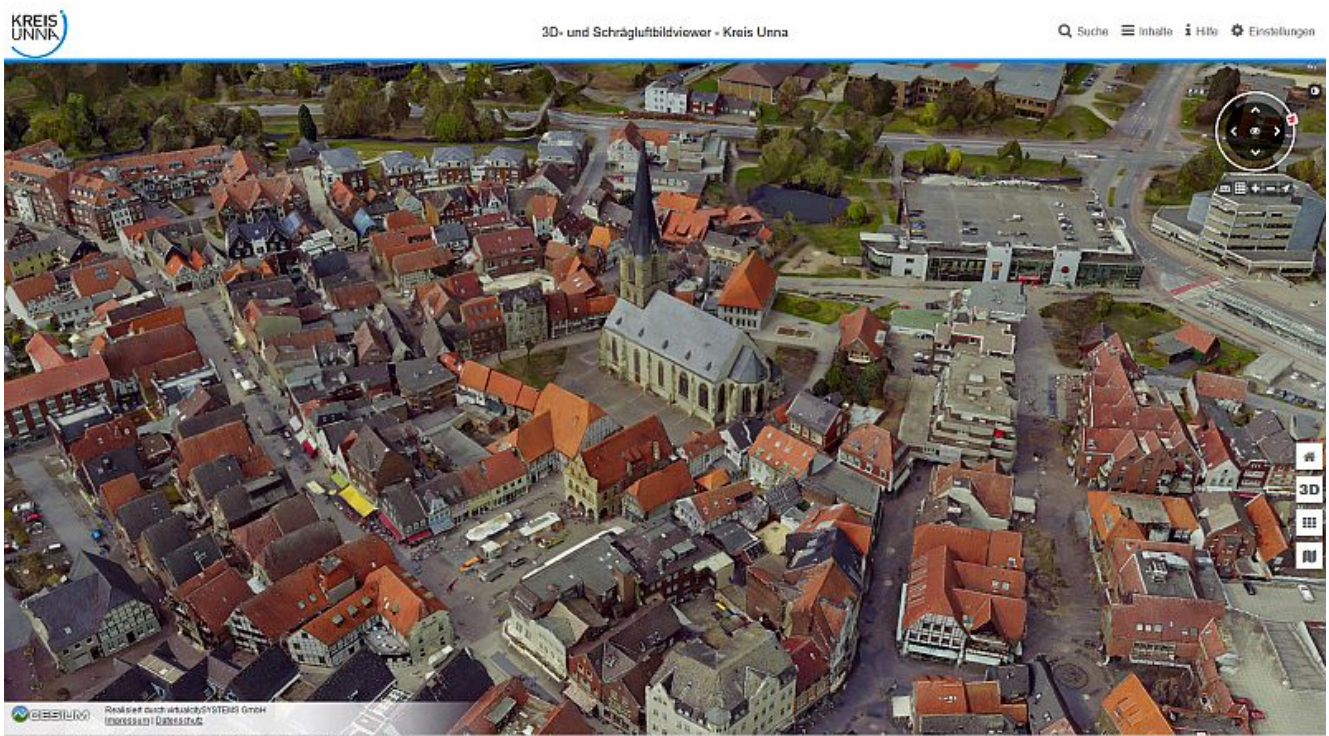 KREIS
UNNA
3D- und Schrägluftbildviewer - Kreis Unna
Suche
Inhalte
Hilfe
Einstellungen
3D
CESIUM
Realisiert durch virtualcitySYSTEMS GmbH
Impressum | Datenschutz